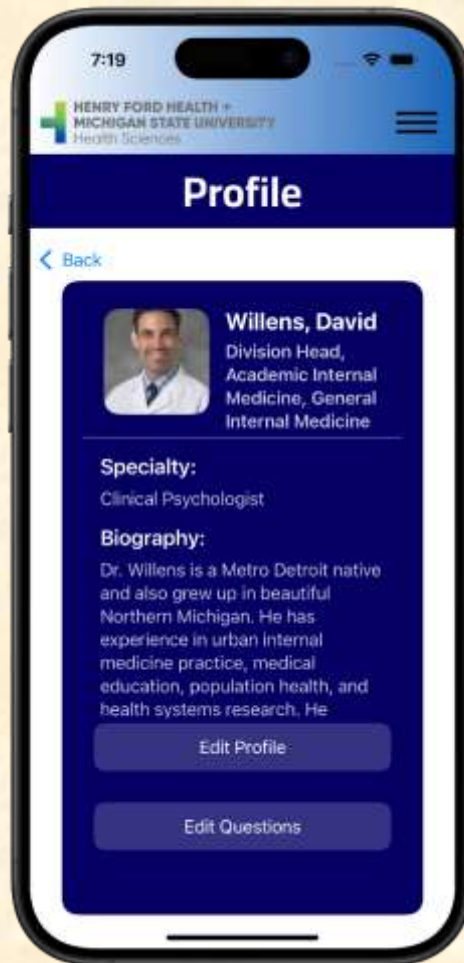 7:19
HENRY FORD HEALTH +
MICHIGAN STATE UNIVERSITY
Health Sciences
Profile
Back
Willens, David
Division Head,
Academic Internal
Medicine, General
Internal Medicine
Specialty:
Clinical Psychologist
Biography:
Dr. Willens is a Metro Detroit native
and also grew up in beautiful
Northern Michigan. He has
experience in urban internal
medicine practice, medical
education, population health, and
health systems research. He
Edit Profile
Edit Questions